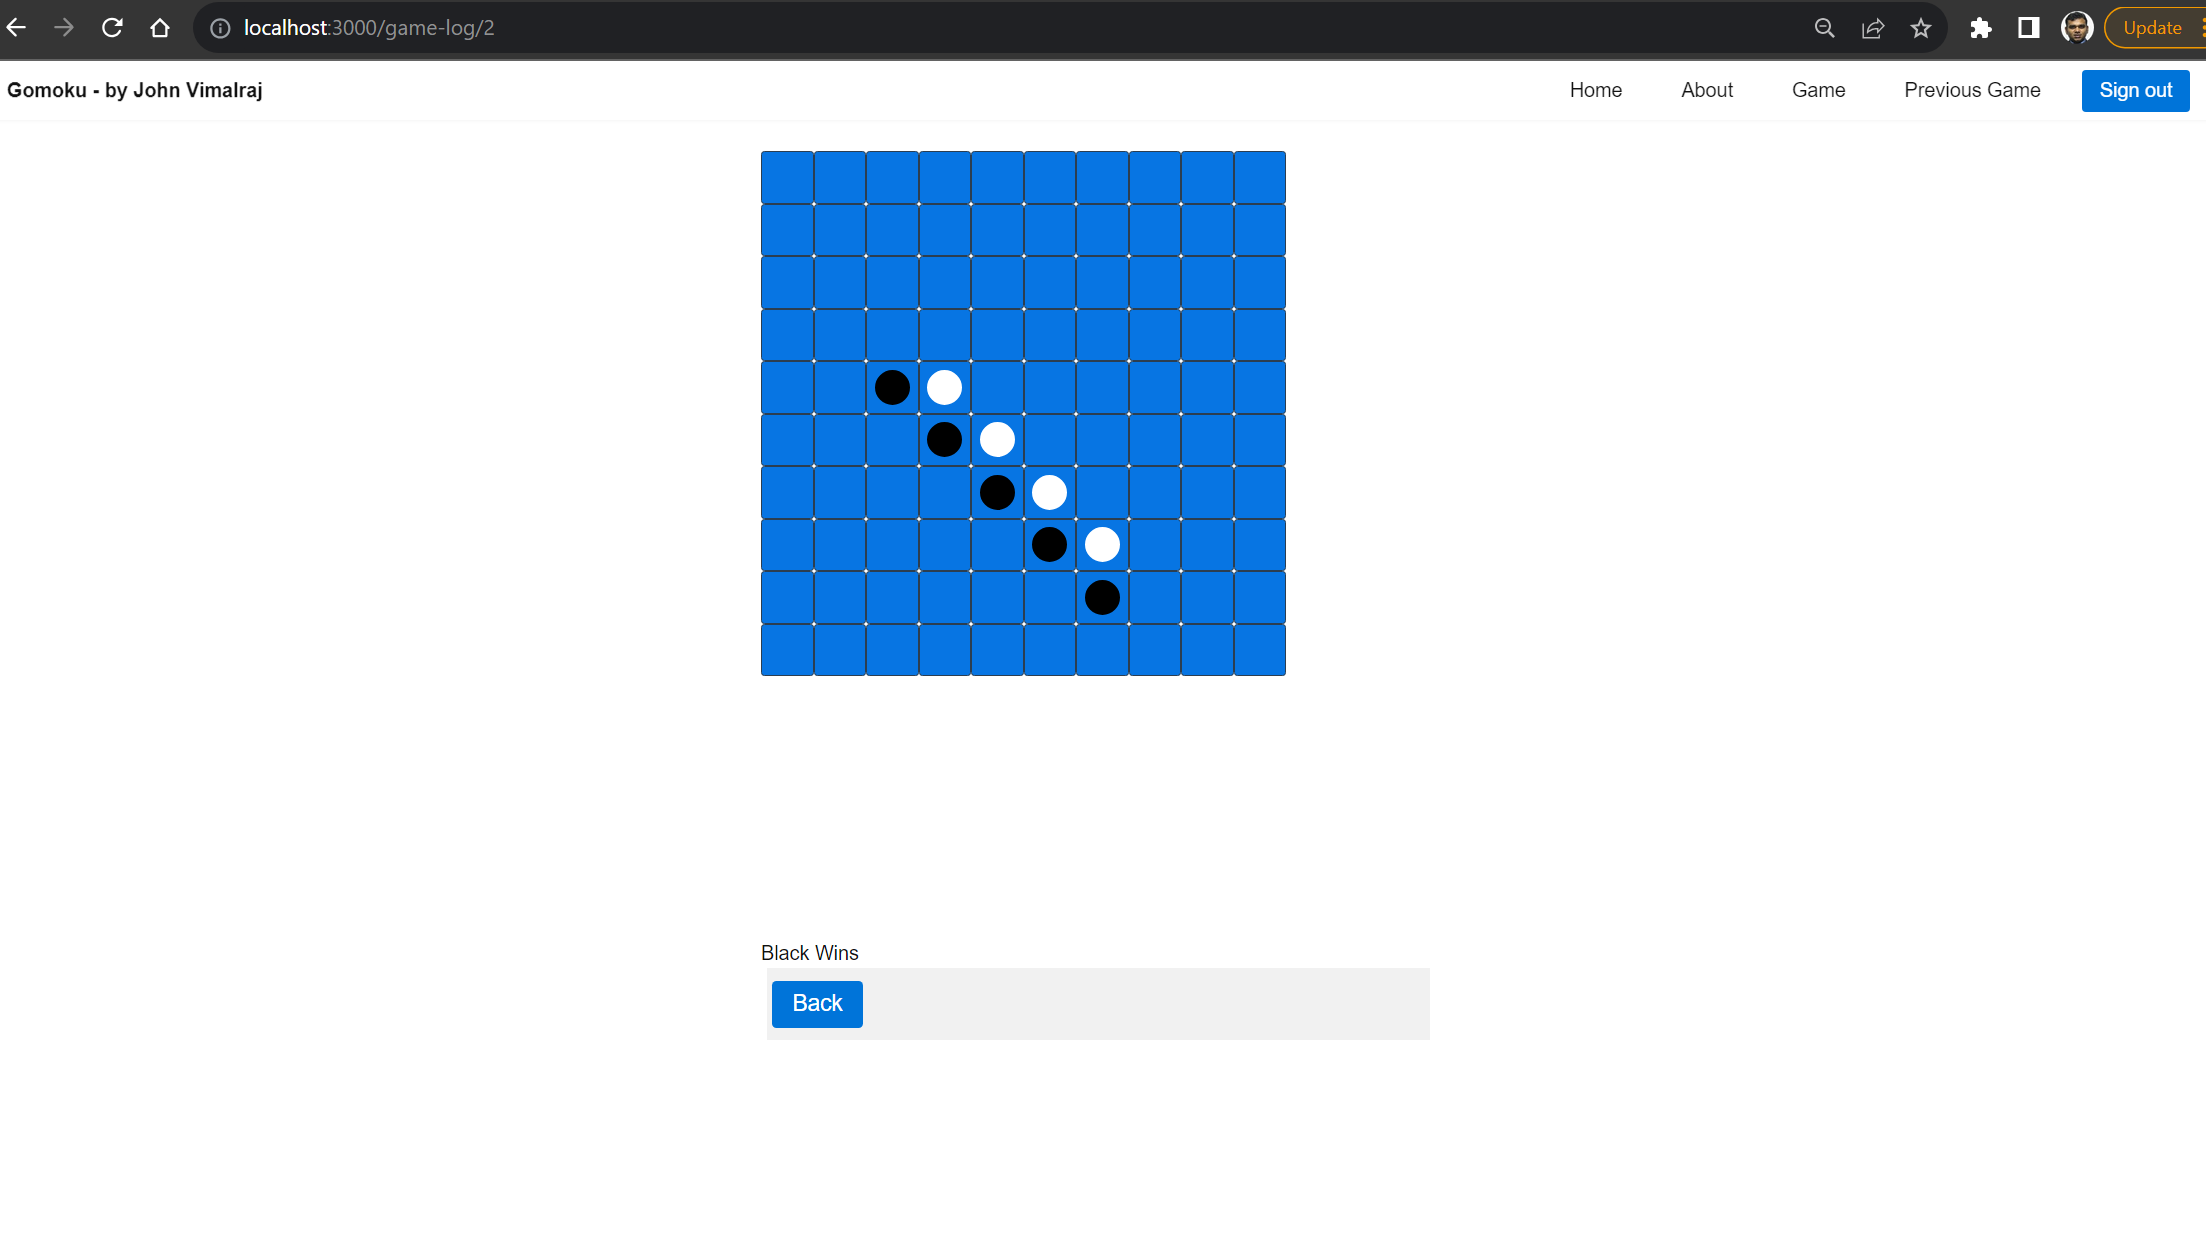 localhost:3000/game-log/2
Update
Gomoku - by John Vimalraj
Home About Game Previous Game Sign out
Black Wins
Back